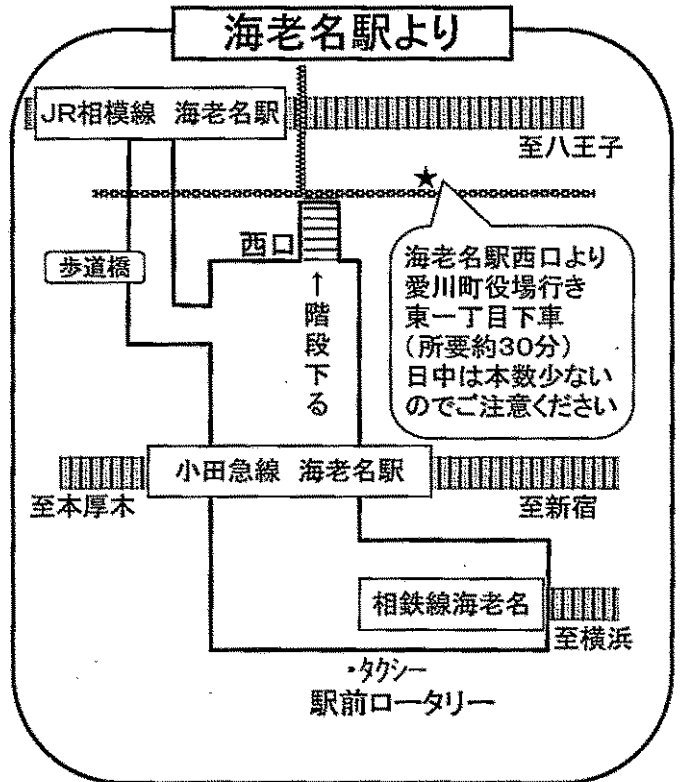 海老名駅より
JR相模線 海老名駅
至八王子
★
西口
歩道橋
↑階段下る
海老名駅西口より
愛川町役場行き
東一丁目下車
(所要約30分)
日中は本数少ない
のでご注意ください
小田急線 海老名駅
至本厚木
至新宿
相鉄線海老名
至横浜
・タクシー
駅前ロータリー